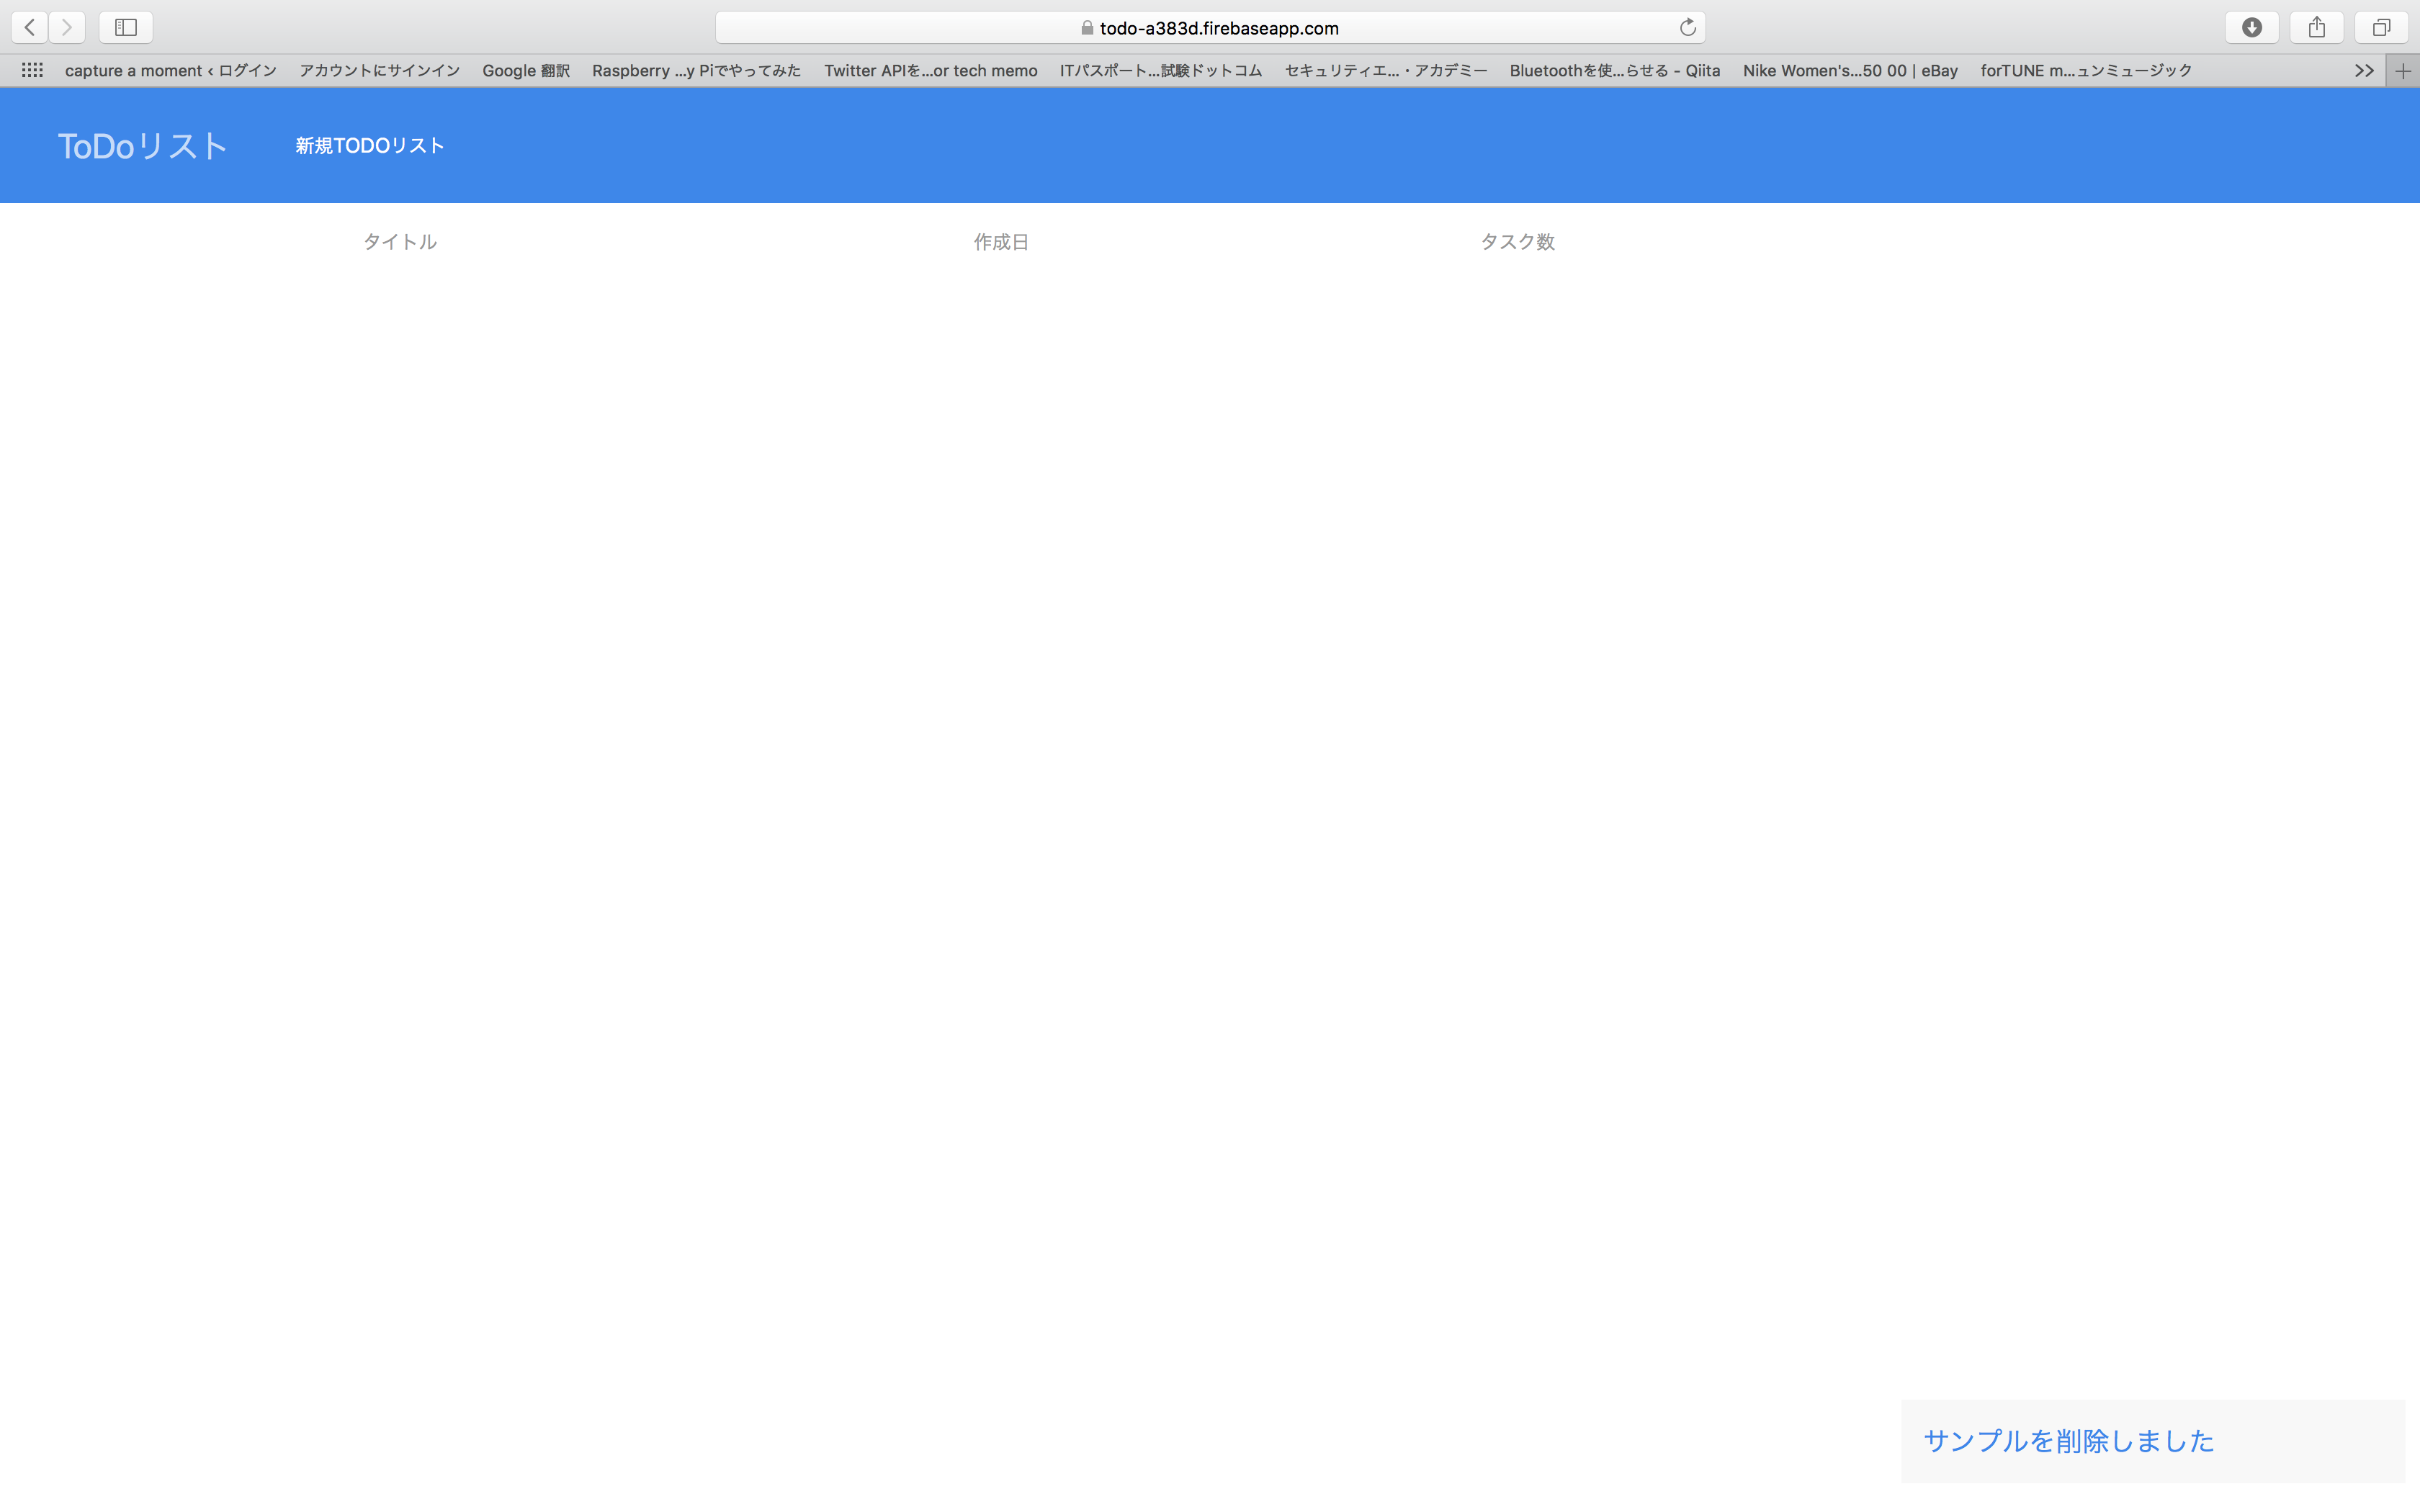 todo-a383d.firebaseapp.com
capture a moment ‹ ログイン アカウントにサインイン Google 翻訳 Raspberry ...y Piでやってみた Twitter APIを...or tech memo ITパスポート...試験ドットコム セキュリティエ...・アカデミー Bluetoothを使...らせる - Qiita Nike Women's...50 00 | eBay forTUNE m...ュンミュージック
ToDoリスト 新規TODOリスト
タイトル 作成日 タスク数
サンプルを削除しました